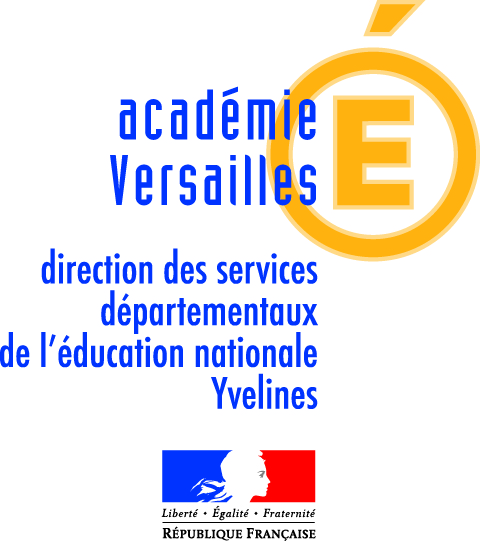 académie
Versailles
É
direction des services
départementaux
de l'éducation nationale
Yvelines
Liberté • Égalité • Fraternité
RÉPUBLIQUE FRANÇAISE